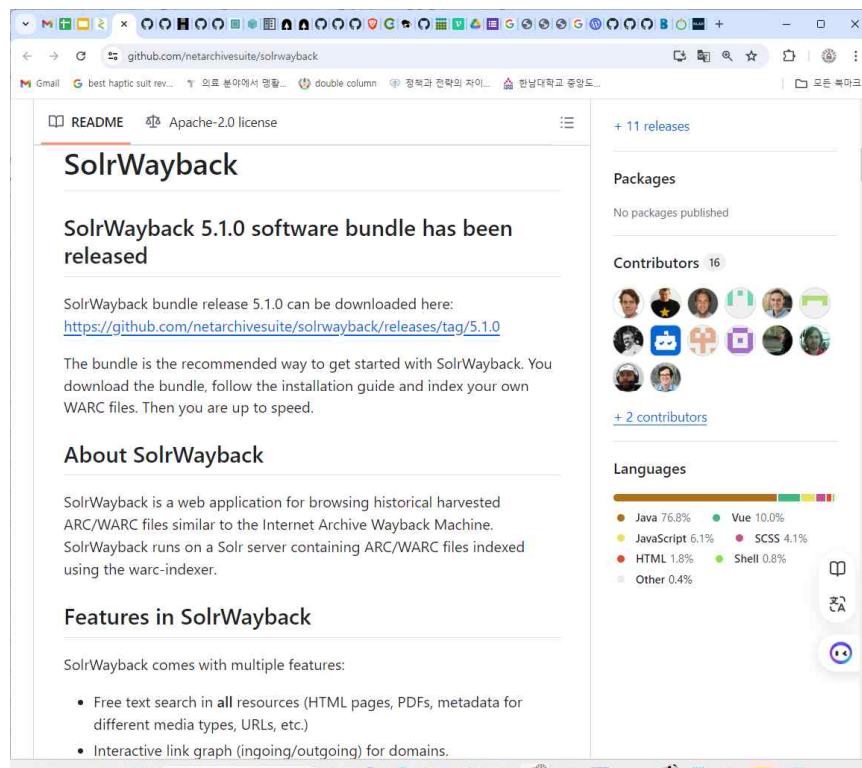 github.com/netarchivesuite/solrwayback
Gmail
best haptic suit rev...
의료 분야에서 맹활...
double column
정책과 전략의 차이...
한남대학교 중앙도...
모든 북마크
README
Apache-2.0 license
SolrWayback
SolrWayback 5.1.0 software bundle has been
released
SolrWayback bundle release 5.1.0 can be downloaded here:
https://github.com/netarchivesuite/solrwayback/releases/tag/5.1.0
The bundle is the recommended way to get started with SolrWayback. You
download the bundle, follow the installation guide and index your own
WARC files. Then you are up to speed.
About SolrWayback
SolrWayback is a web application for browsing historical harvested
ARC/WARC files similar to the Internet Archive Wayback Machine.
SolrWayback runs on a Solr server containing ARC/WARC files indexed
using the warc-indexer.
Features in SolrWayback
SolrWayback comes with multiple features:
• Free text search in all resources (HTML pages, PDFs, metadata for
different media types, URLs, etc.)
• Interactive link graph (ingoing/outgoing) for domains.
+ 11 releases
Packages
No packages published
Contributors 16
+ 2 contributors
Languages
Java 76.8%
Vue 10.0%
JavaScript 6.1%
SCSS 4.1%
HTML 1.8%
Shell 0.8%
Other 0.4%